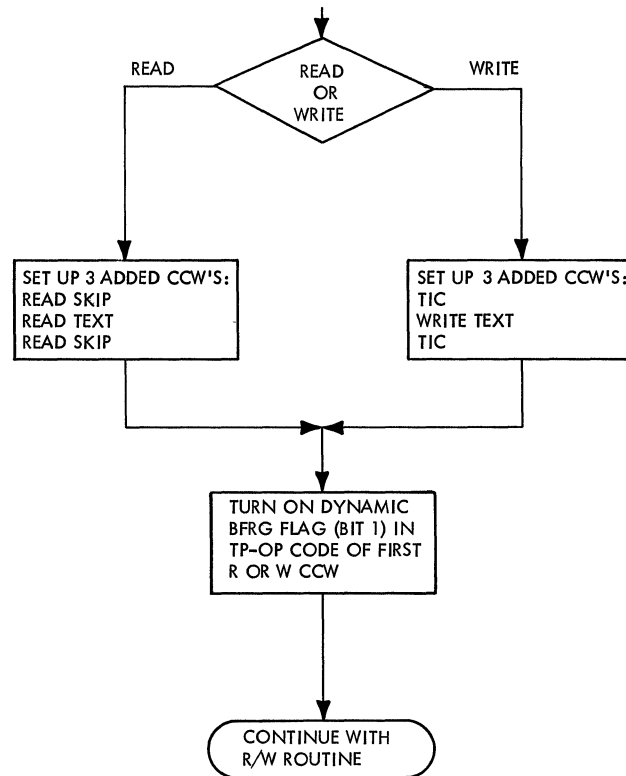 READ
OR
WRITE
READ
WRITE
SET UP 3 ADDED CCW'S:
READ SKIP
READ TEXT
READ SKIP
SET UP 3 ADDED CCW'S:
TIC
WRITE TEXT
TIC
TURN ON DYNAMIC
BFRG FLAG (BIT 1) IN
TP-OP CODE OF FIRST
R OR W CCW
CONTINUE WITH
R/W ROUTINE